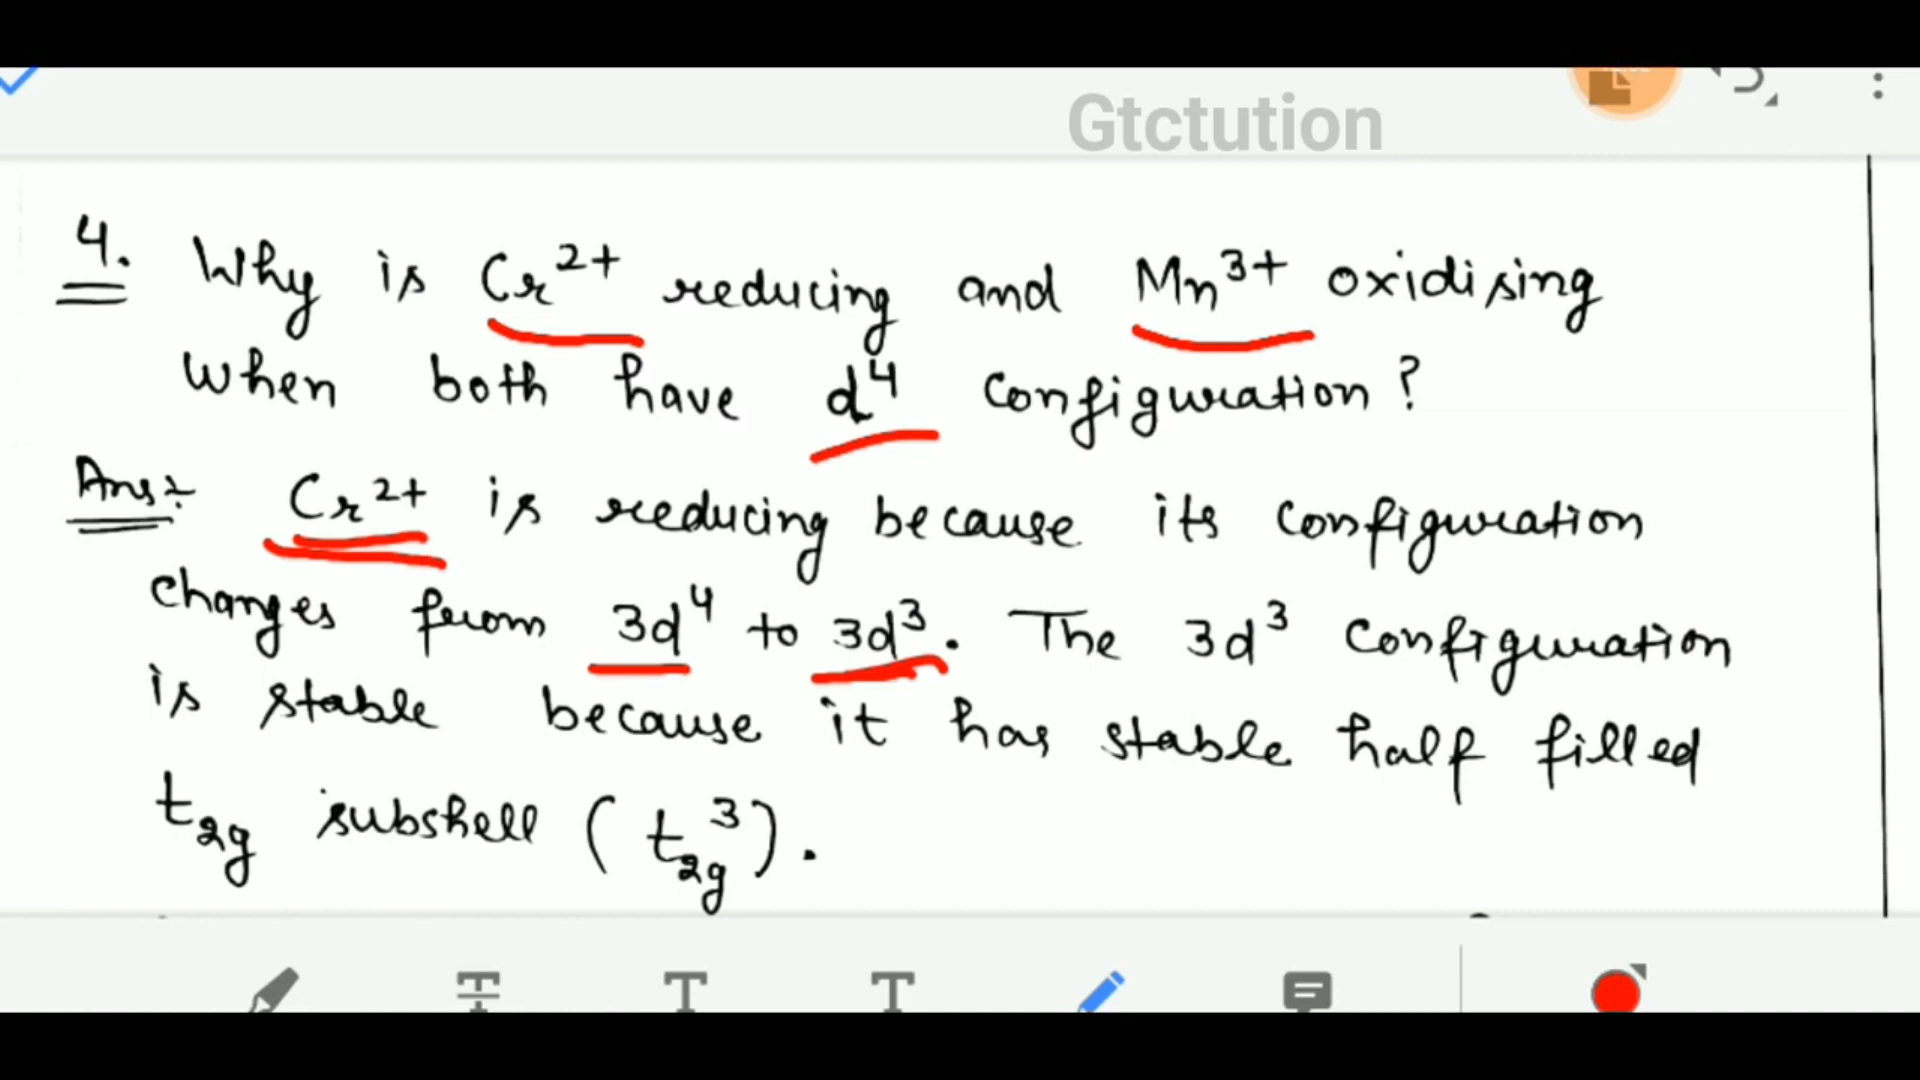 Gtctution
4. Why is Cr²⁺ reducing and Mn³⁺ oxidising
when both have d⁴ configuration?
Ans:- Cr²⁺ is reducing because its configuration
changes from 3d⁴ to 3d³. The 3d³ configuration
is stable because it has stable half filled
t₂g subshell (t₂g³).